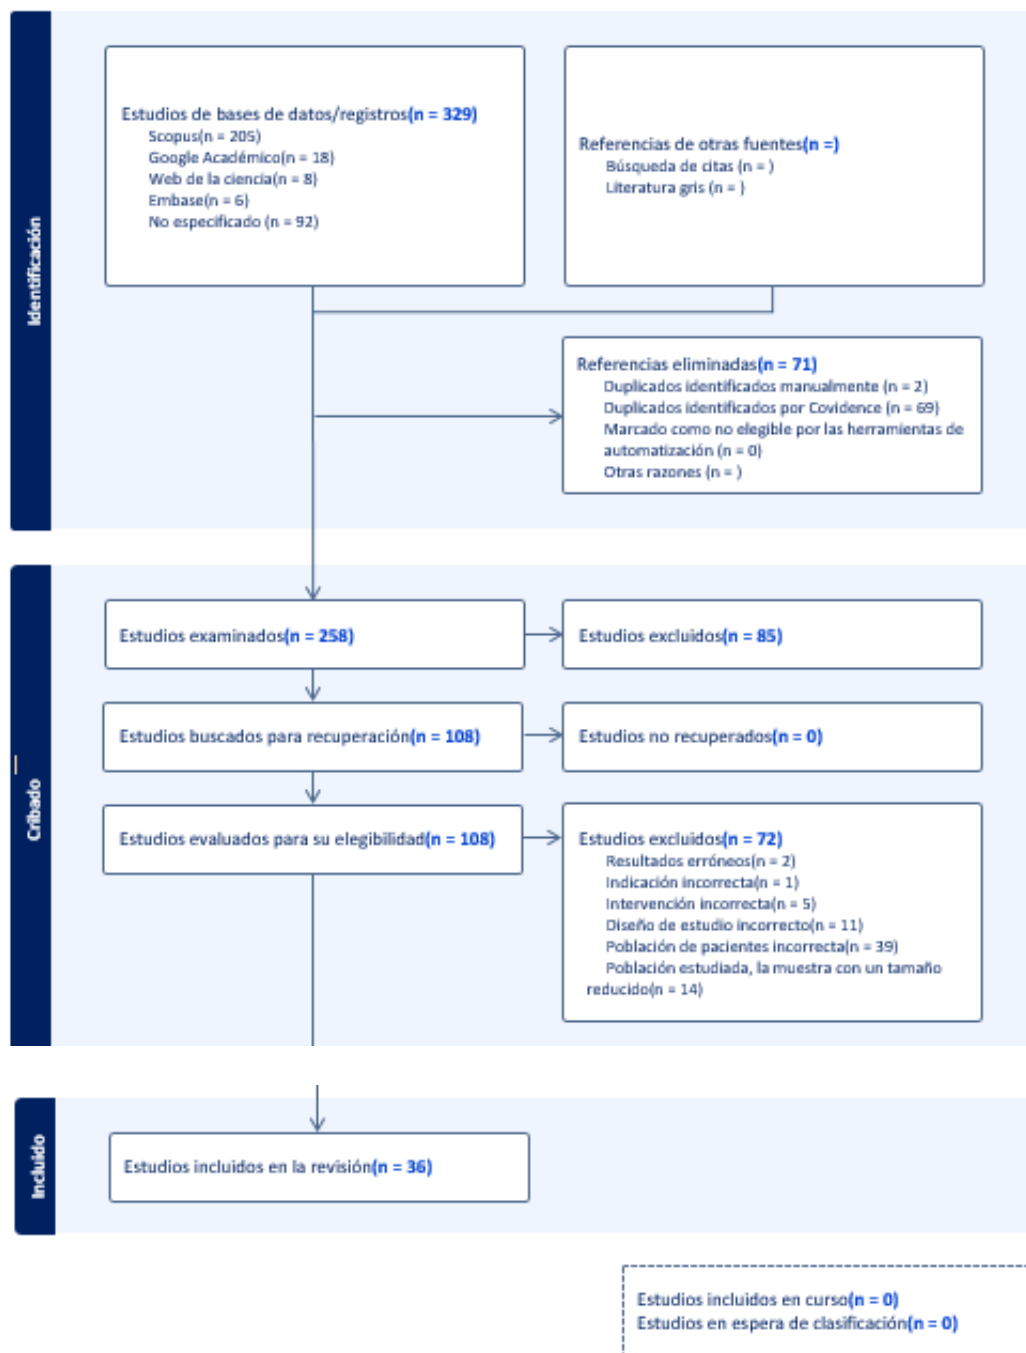 Identificación
Estudios de bases de datos/registros(n = 329)
Scopus(n = 205)
Google Académico(n = 18)
Web de la ciencia(n = 8)
Embase(n = 6)
No especificado (n = 92)
Referencias de otras fuentes(n =)
Búsqueda de citas (n = )
Literatura gris (n = )
Referencias eliminadas(n = 71)
Duplicados identificados manualmente (n = 2)
Duplicados identificados por Covidence (n = 69)
Marcado como no elegible por las herramientas de
automatización (n = 0)
Otras razones (n = )
Cribado
Estudios examinados(n = 258)
Estudios excluidos(n = 85)
Estudios buscados para recuperación(n = 108)
Estudios no recuperados(n = 0)
Estudios evaluados para su elegibilidad(n = 108)
Estudios excluidos(n = 72)
Resultados erróneos(n = 2)
Indicación incorrecta(n = 1)
Intervención incorrecta(n = 5)
Diseño de estudio incorrecto(n = 11)
Población de pacientes incorrecta(n = 39)
Población estudiada, la muestra con un tamaño
reducido(n = 14)
Incluido
Estudios incluidos en la revisión(n = 36)
Estudios incluidos en curso(n = 0)
Estudios en espera de clasificación(n = 0)